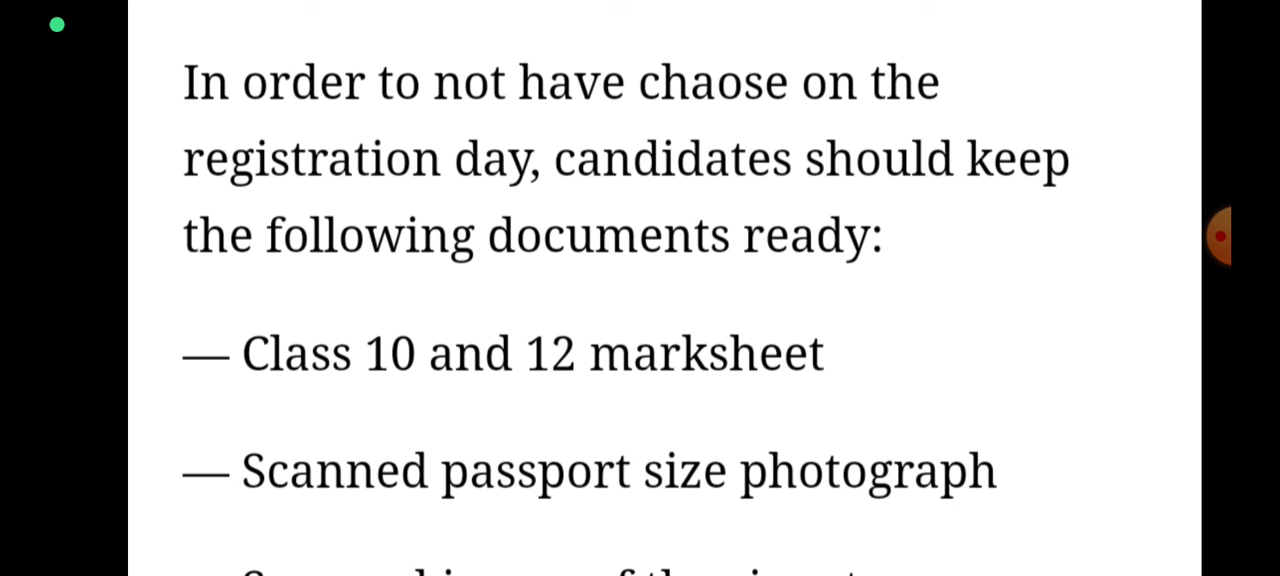 In order to not have chaose on the
registration day, candidates should keep
the following documents ready:
— Class 10 and 12 marksheet
— Scanned passport size photograph